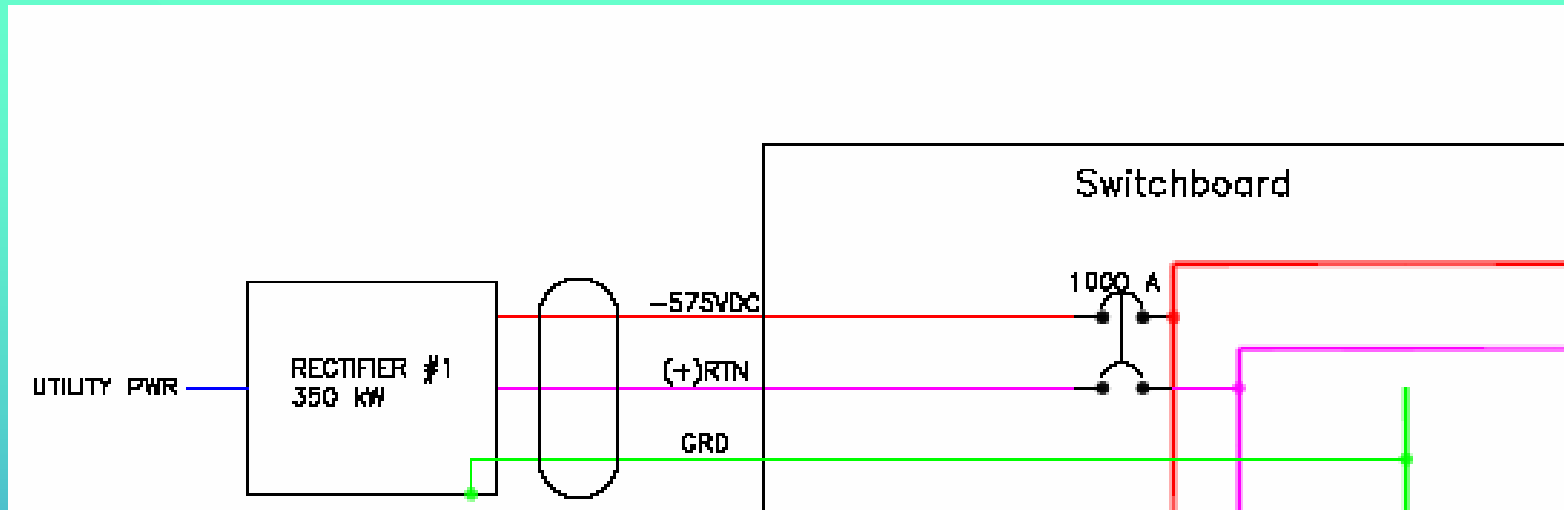 Switchboard
1000 A
-575VDC
RECTIFIER #1
350 kW
(+)RTN
UTILITY PWR
GRD